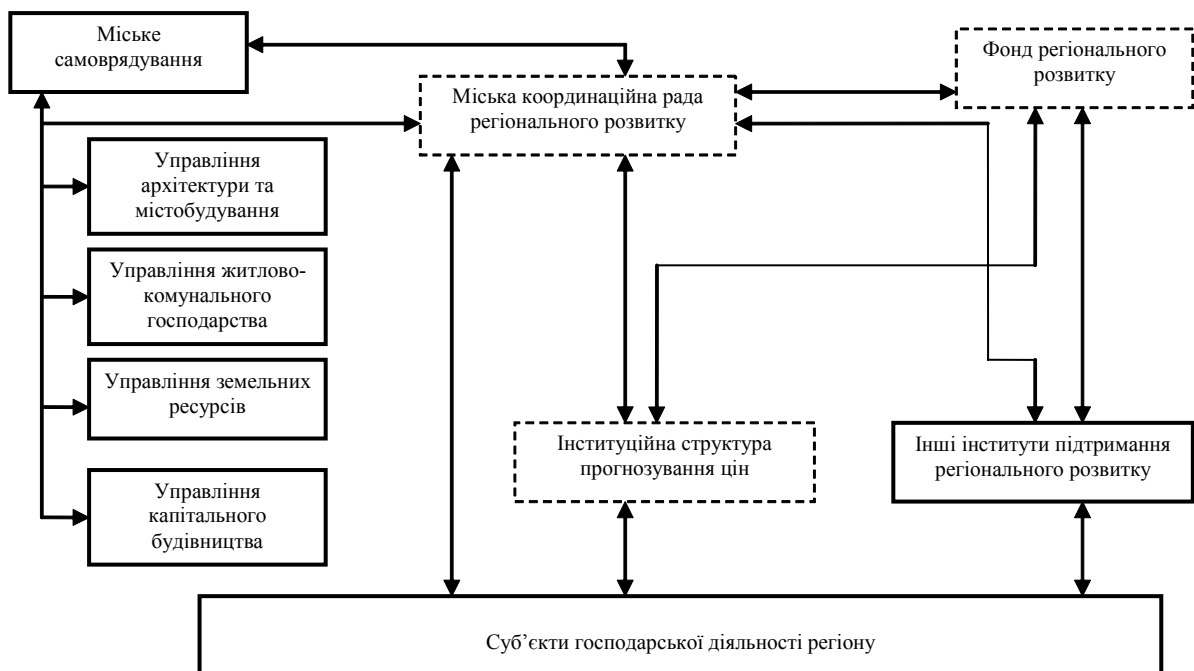 Міське
самоврядування
Міська координаційна рада
регіонального розвитку
Фонд регіонального
розвитку
Управління
архітектури та
містобудування
Управління житлово-
комунального
господарства
Управління земельних
ресурсів
Управління
капітального
будівництва
Інституційна структура
прогнозування цін
Інші інститути підтримання
регіонального розвитку
Суб’єкти господарської діяльності регіону